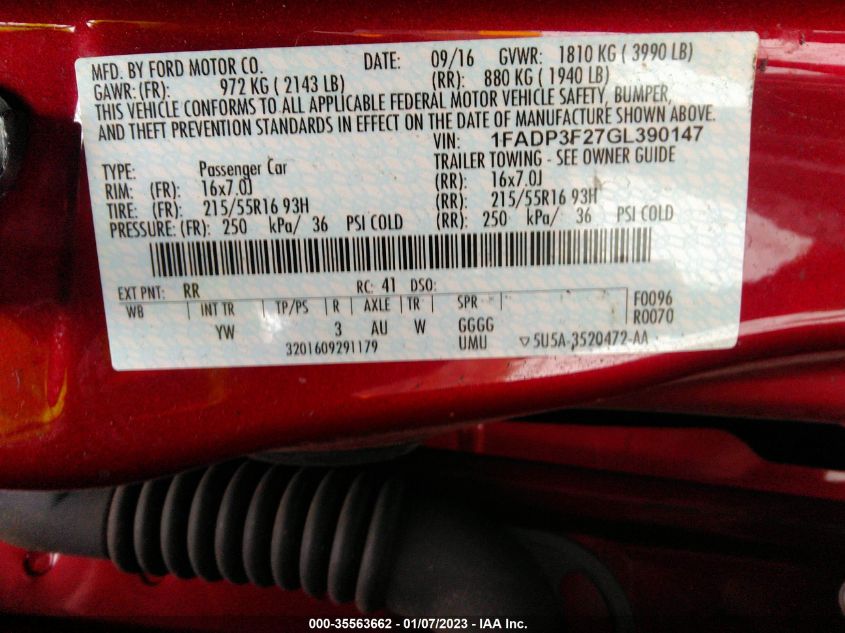 MFD. BY FORD MOTOR CO. DATE: 09/16 GVWR: 1810 KG ( 3990 LB)
GAWR: (FR): 972 KG ( 2143 LB) (RR): 880 KG ( 1940 LB)
THIS VEHICLE CONFORMS TO ALL APPLICABLE FEDERAL MOTOR VEHICLE SAFETY, BUMPER,
AND THEFT PREVENTION STANDARDS IN EFFECT ON THE DATE OF MANUFACTURE SHOWN ABOVE.
VIN: 1FADP3F27GL390147
TYPE: Passenger Car TRAILER TOWING - SEE OWNER GUIDE
RIM: (FR): 16x7.0J (RR): 16x7.0J
TIRE: (FR): 215/55R16 93H (RR): 215/55R16 93H
PRESSURE: (FR): 250 kPa/ 36 PSI COLD (RR): 250 kPa/ 36 PSI COLD
EXT PNT: RR RC: 41 DSO:
WB INT TR TP/PS R AXLE TR SPR F0096
YW 3 AU W GGGG R0070
3201609291179 UMU ▽ 5U5A-3520472-AA
000-35563662 - 01/07/2023 - IAA Inc.